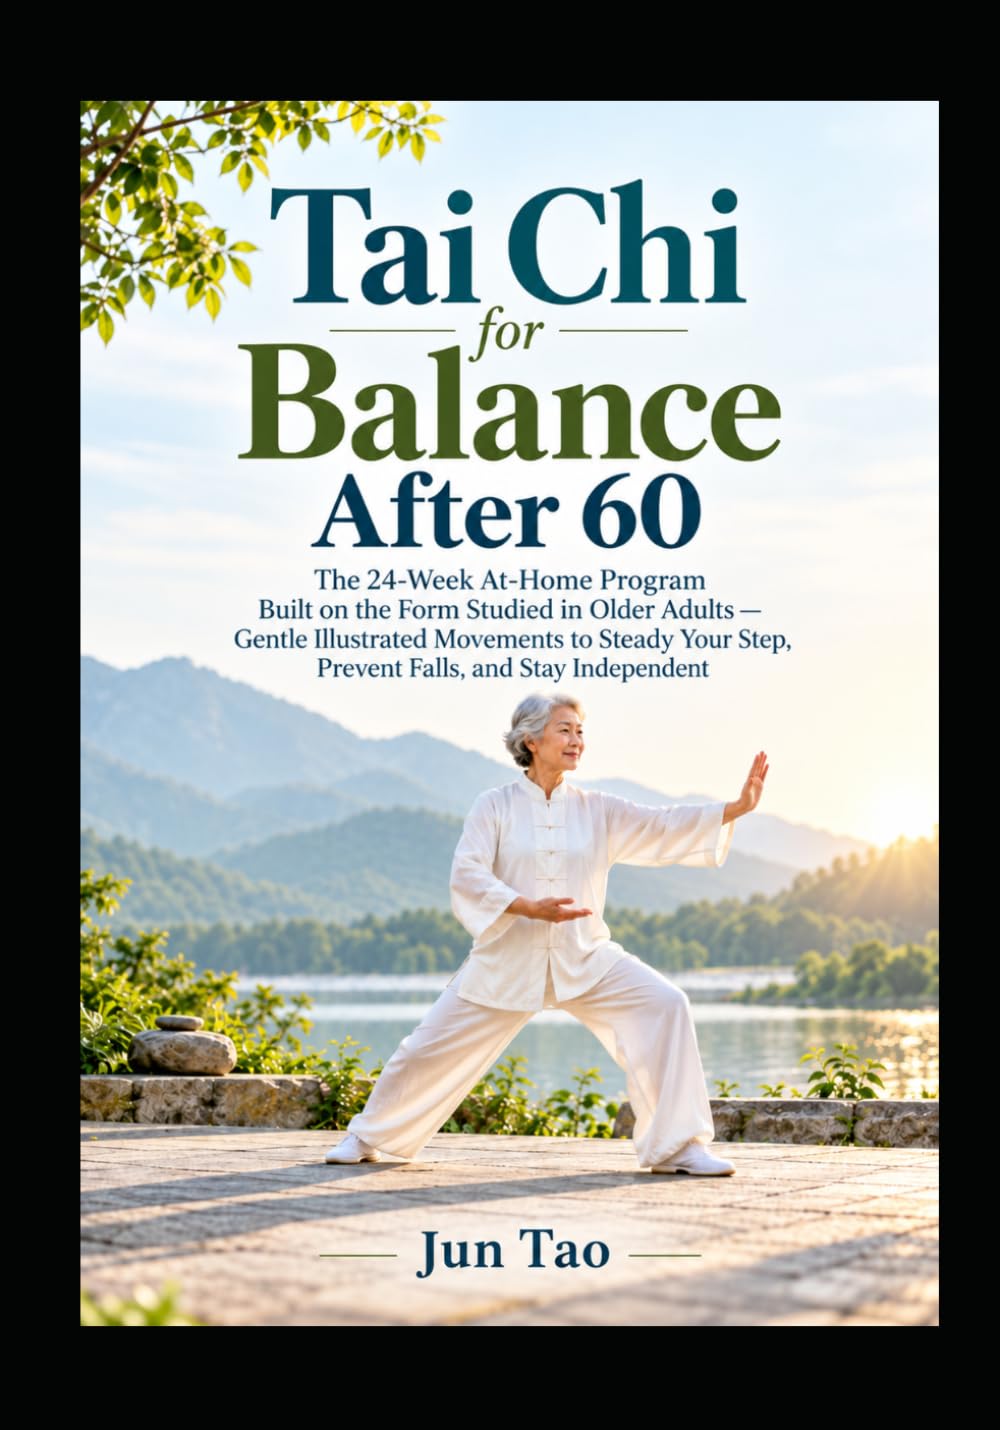 Tai Chi
for
Balance
After 60
The 24-Week At-Home Program
Built on the Form Studied in Older Adults —
Gentle Illustrated Movements to Steady Your Step,
Prevent Falls, and Stay Independent
Jun Tao